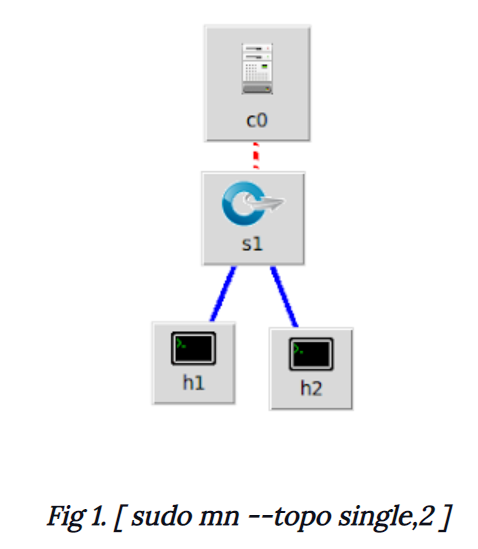 c0
s1
h1
h2
Fig 1. [ sudo mn --topo single,2 ]